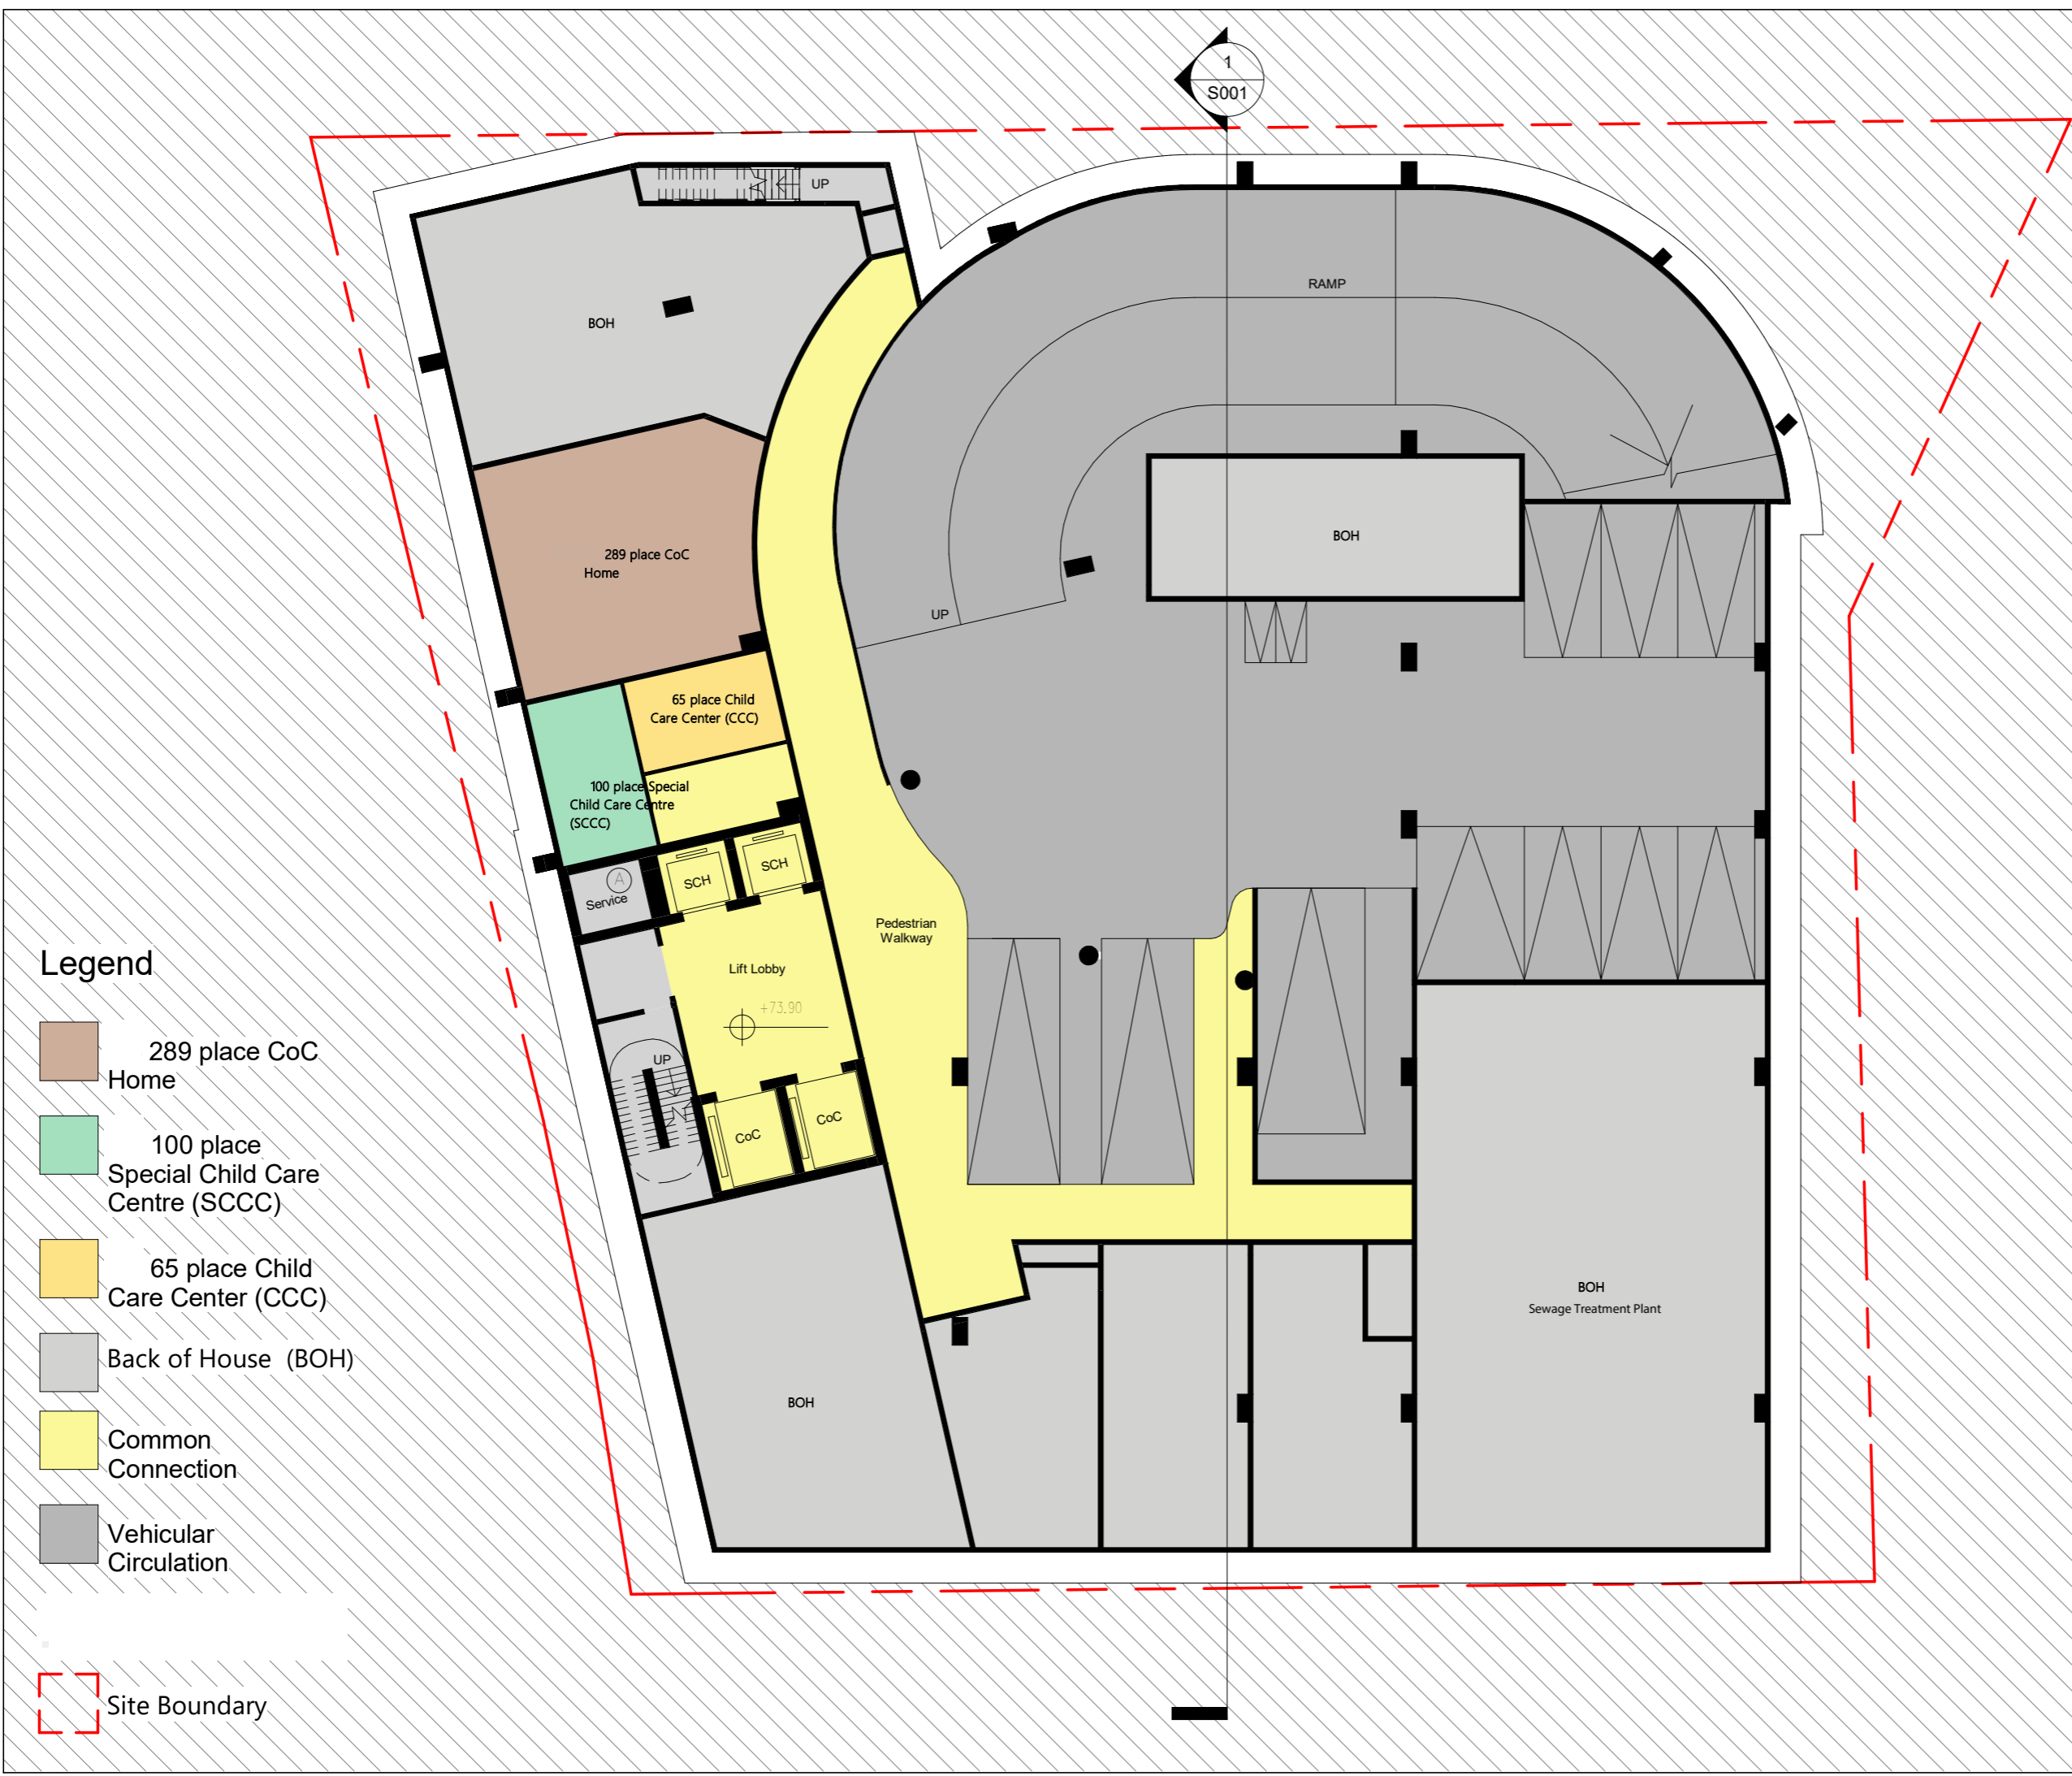 1
S001
UP
RAMP
BOH
BOH
289 place CoC
Home
UP
65 place Child
Care Center (CCC)
100 place Special
Child Care Centre
(SCCC)
SCH
SCH
A
Service
Pedestrian
Walkway
Lift Lobby
+73.90
UP
CoC
CoC
BOH
Sewage Treatment Plant
BOH
Legend
289 place CoC
Home
100 place
Special Child Care
Centre (SCCC)
65 place Child
Care Center (CCC)
Back of House (BOH)
Common
Connection
Vehicular
Circulation
Site Boundary